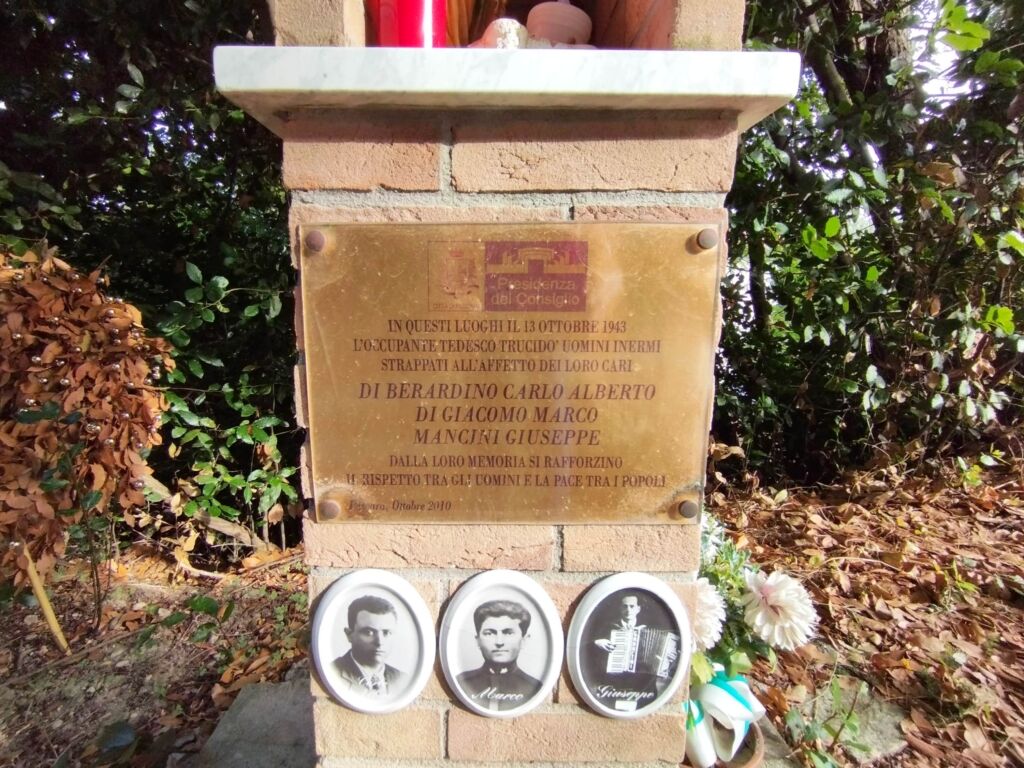 Presidenza
del Consiglio
IN QUESTI LUOGHI IL 13 OTTOBRE 1943
L'OCCUPANTE TEDESCO TRUCIDO' UOMINI INERMI
STRAPPATI ALL'AFFETTO DEI LORO CARI
DI BERARDINO CARLO ALBERTO
DI GIACOMO MARCO
MANCINI GIUSEPPE
DALLA LORO MEMORIA SI RAFFORZINO
IL RISPETTO TRA GLI UOMINI E LA PACE TRA I POPOLI
Pescara, Ottobre 2010
Marco
Giuseppe